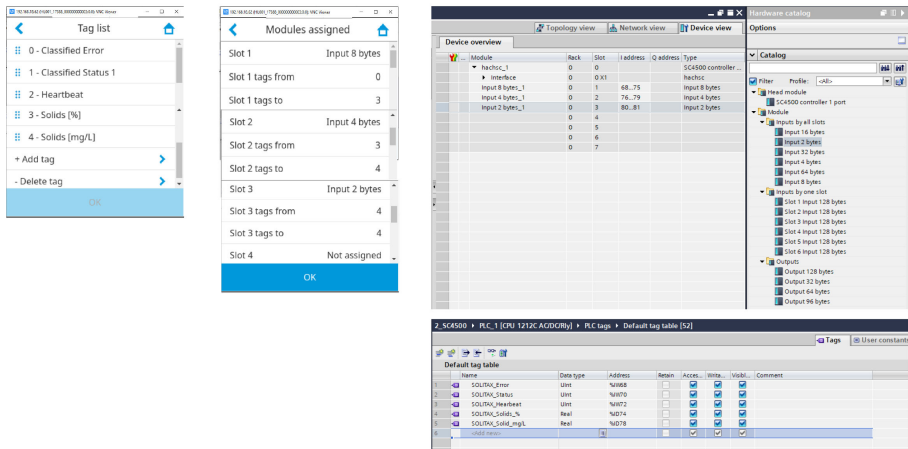 Tag list
0 - Classified Error
1 - Classified Status 1
2 - Heartbeat
3 - Solids [%]
4 - Solids [mg/L]
+ Add tag
- Delete tag
OK
Modules assigned
Slot 1 Input 8 bytes
Slot 1 tags from 0
Slot 1 tags to 3
Slot 2 Input 4 bytes
Slot 2 tags from 3
Slot 2 tags to 4
Slot 3 Input 2 bytes
Slot 3 tags from 4
Slot 3 tags to 4
Slot 4 Not assigned
OK
Topology view Network view Device view
Device overview
... Module Rack Slot I address Q address Type
hachsc_1 0 0 SC4500 controller ...
Interface 0 0 X1 hachsc
Input 8 bytes_1 0 1 68...75 Input 8 bytes
Input 4 bytes_1 0 2 76...79 Input 4 bytes
Input 2 bytes_1 0 3 80...81 Input 2 bytes
0 4
0 5
0 6
0 7
Hardware catalog
Options
Catalog
Filter Profile: <All>
Head module
SC4500 controller 1 port
Module
Inputs by all slots
Input 16 bytes
Input 2 bytes
Input 32 bytes
Input 4 bytes
Input 64 bytes
Input 8 bytes
Inputs by one slot
Slot 1 Input 128 bytes
Slot 2 Input 128 bytes
Slot 3 Input 128 bytes
Slot 4 Input 128 bytes
Slot 5 Input 128 bytes
Slot 6 Input 128 bytes
Outputs
Output 128 bytes
Output 32 bytes
Output 64 bytes
Output 96 bytes
2_SC4500 PLC_1 [CPU 1212C AC/DC/Rly] PLC tags Default tag table [52]
Tags User constants
Default tag table
Name Data type Address Retain Acces... Writa... Visibl... Comment
1 SOLITAX_Error UInt %IW68
2 SOLITAX_Status UInt %IW70
3 SOLITAX_Hearbeat UInt %IW72
4 SOLITAX_Solids_% Real %ID74
5 SOLITAX_Solid_mg/L Real %ID78
6 <Add new>